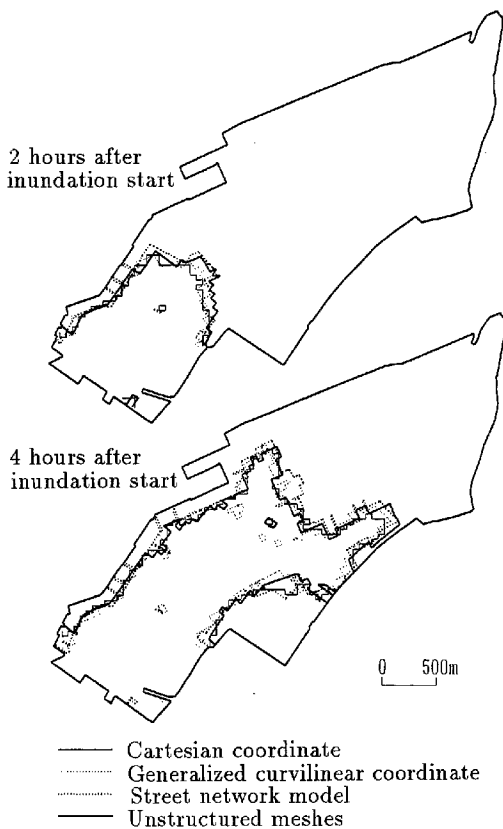 2 hours after
inundation start
4 hours after
inundation start
0 500m
Cartesian coordinate
Generalized curvilinear coordinate
Street network model
Unstructured meshes